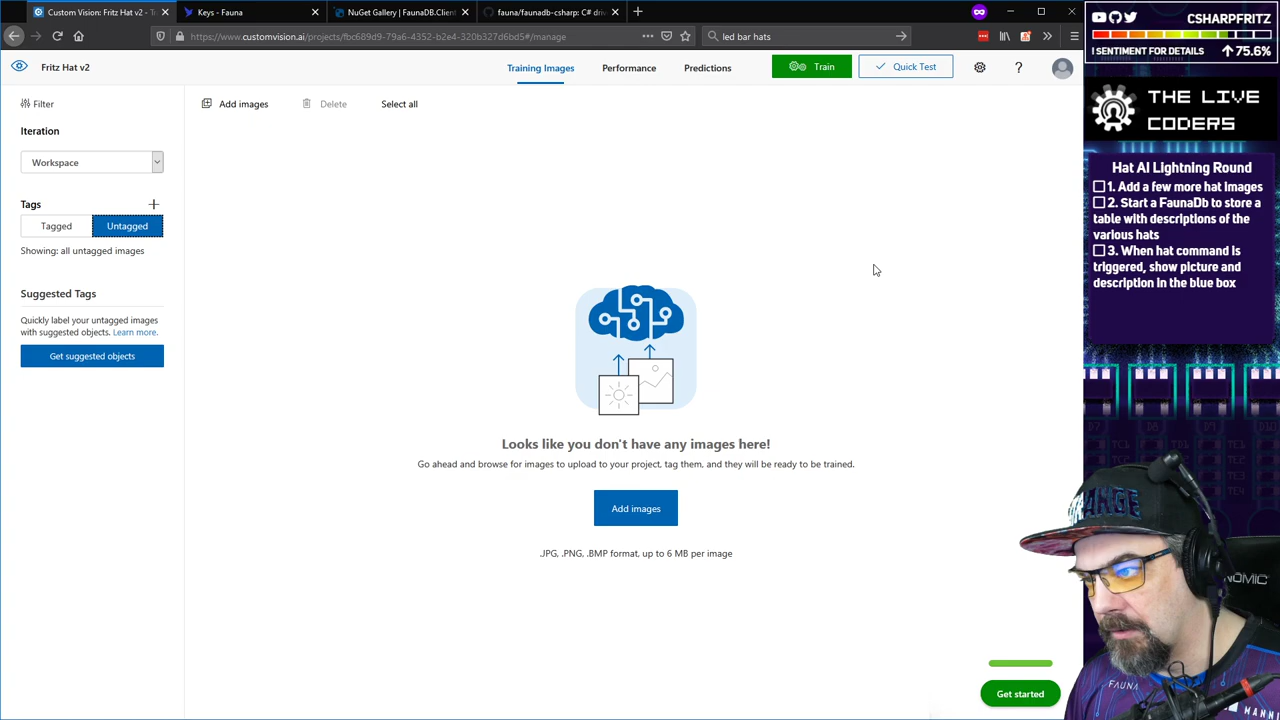 Custom Vision: Fritz Hat v2 - Tr
Keys - Fauna
NuGet Gallery | FaunaDB.Client
fauna/faunadb-csharp: C# driv
https://www.customvision.ai/projects/fbc689d9-79a6-4352-b2e4-320b327d6bd5#/manage
led bar hats
Fritz Hat v2
Training Images
Performance
Predictions
Train
Quick Test
?
Filter
Add images
Delete
Select all
Iteration
Workspace
Tags
Tagged
Untagged
Showing: all untagged images
Suggested Tags
Quickly label your untagged images
with suggested objects. Learn more.
Get suggested objects
Looks like you don't have any images here!
Go ahead and browse for images to upload to your project, tag them, and they will be ready to be trained.
Add images
.JPG, .PNG, .BMP format, up to 6 MB per image
Get started
CSHARPFRITZ
! SENTIMENT FOR DETAILS
75.6%
THE LIVE
CODERS
Hat AI Lightning Round
1. Add a few more hat images
2. Start a FaunaDb to store a
table with descriptions of the
various hats
3. When hat command is
triggered, show picture and
description in the blue box
D7
D8
D9
D10
FAUNA